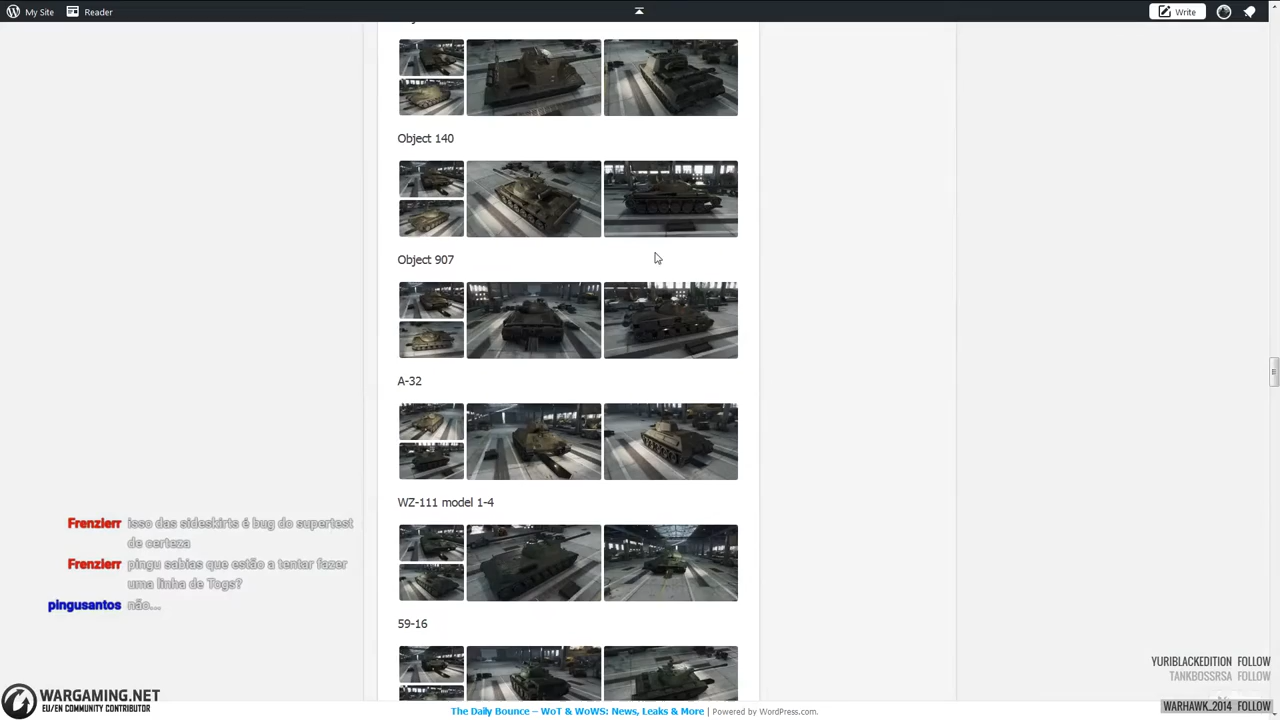 My Site Reader Write
Object 140
Object 907
A-32
WZ-111 model 1-4
59-16
Frenzlerr isso das sideskirts é bug do supertest
de certeza
Frenzlerr pingu sabias que estão a tentar fazer
uma linha de Togs?
pingusantos não...
YURIBLACKEDITION FOLLOW
TANKBOSSRSA FOLLOW
WARHAWK_2014 FOLLOW
WARGAMING.NET
EU/EN COMMUNITY CONTRIBUTOR
The Daily Bounce – WoT & WoWS: News, Leaks & More | Powered by WordPress.com.